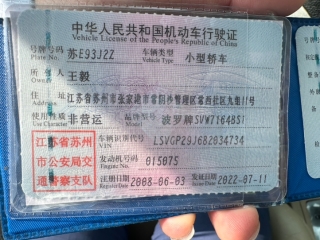 中华人民共和国机动车行驶证
Vehicle License of the People's Republic of China
号牌号码 苏E93J2Z 车辆类型 小型轿车
Plate No. Vehicle Type
所有人 王毅
Owner
住址 江苏省苏州市张家港市常阴沙管理区常西社区九组11号
Address
使用性质 非营运 品牌型号 波罗牌SVW71648S1
Use Character Model
江苏省苏州市公安局交通警察支队
车辆识别代号 LSVGP29J682034734
VIN
发动机号码 015075
Engine No.
注册日期 2008-06-03 发证日期 2022-07-11
Register Date Issue Date